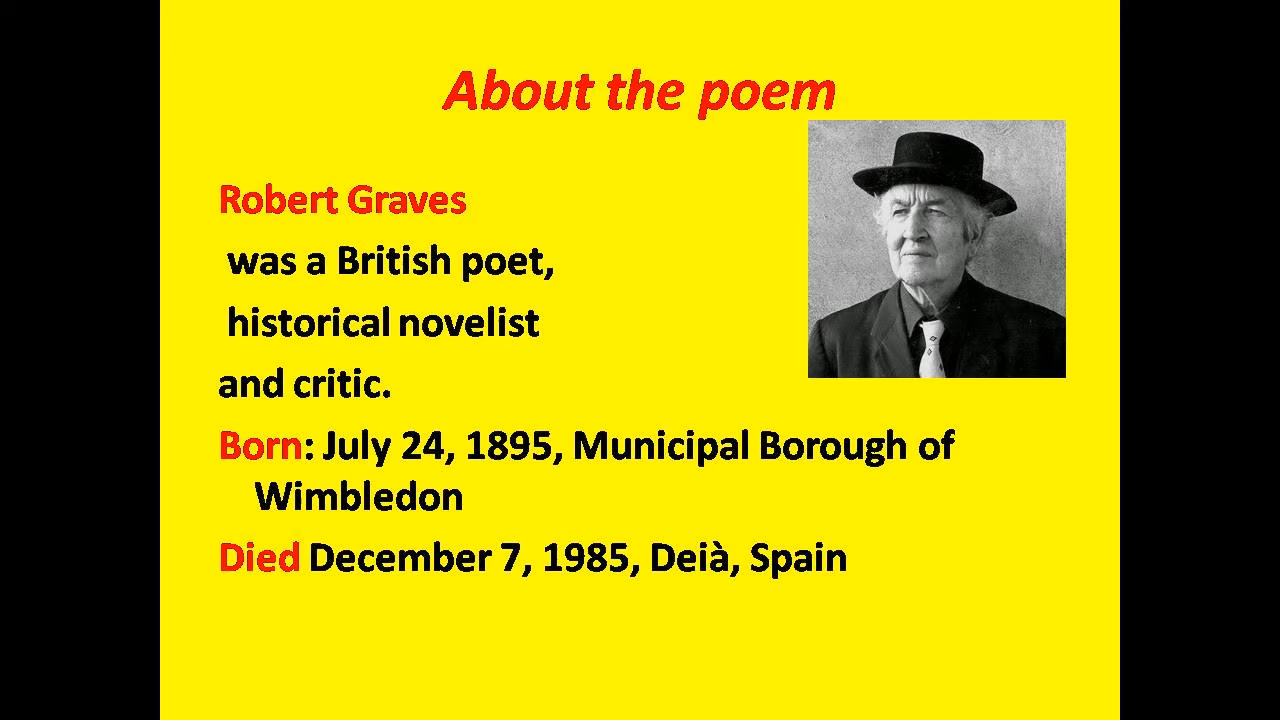 About the poem
Robert Graves
was a British poet,
historical novelist
and critic.
Born: July 24, 1895, Municipal Borough of
Wimbledon
Died December 7, 1985, Deià, Spain